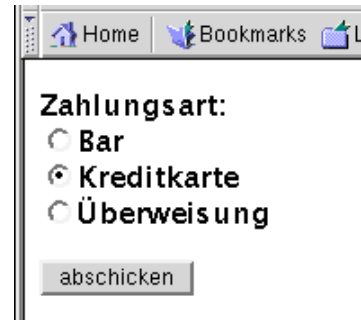 Home Bookmarks L
Zahlungsart:
Bar
Kreditkarte
Überweisung
abschicken